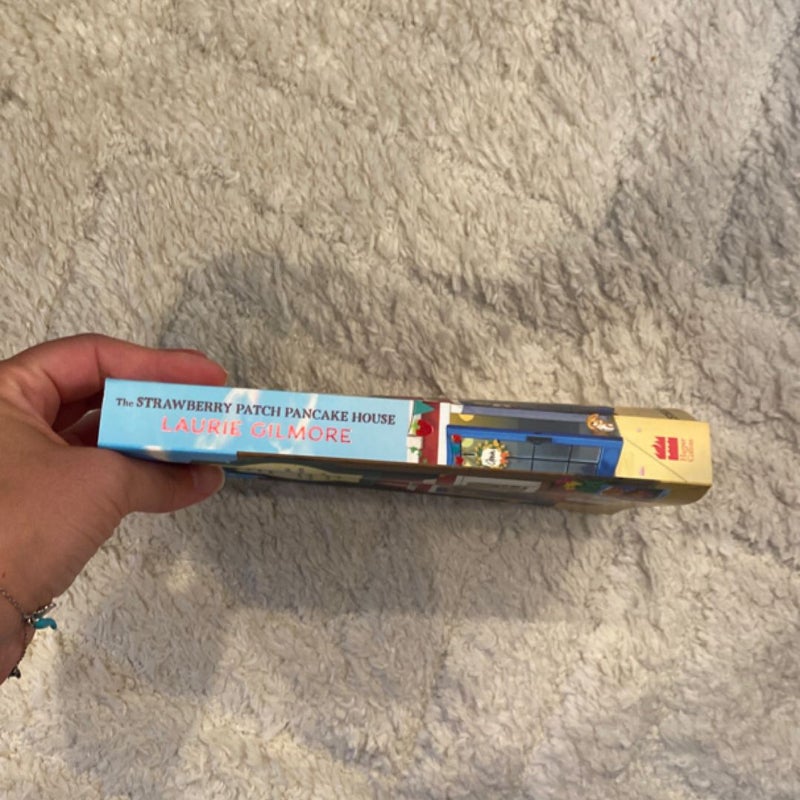 The STRAWBERRY PATCH PANCAKE HOUSE
LAURIE GILMORE